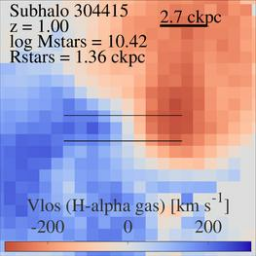 Subhalo 304415
2.7 ckpc
z = 1.00
log Mstars = 10.42
Rstars = 1.36 ckpc
Vlos (H-alpha gas) [km s⁻¹]
-200 0 200